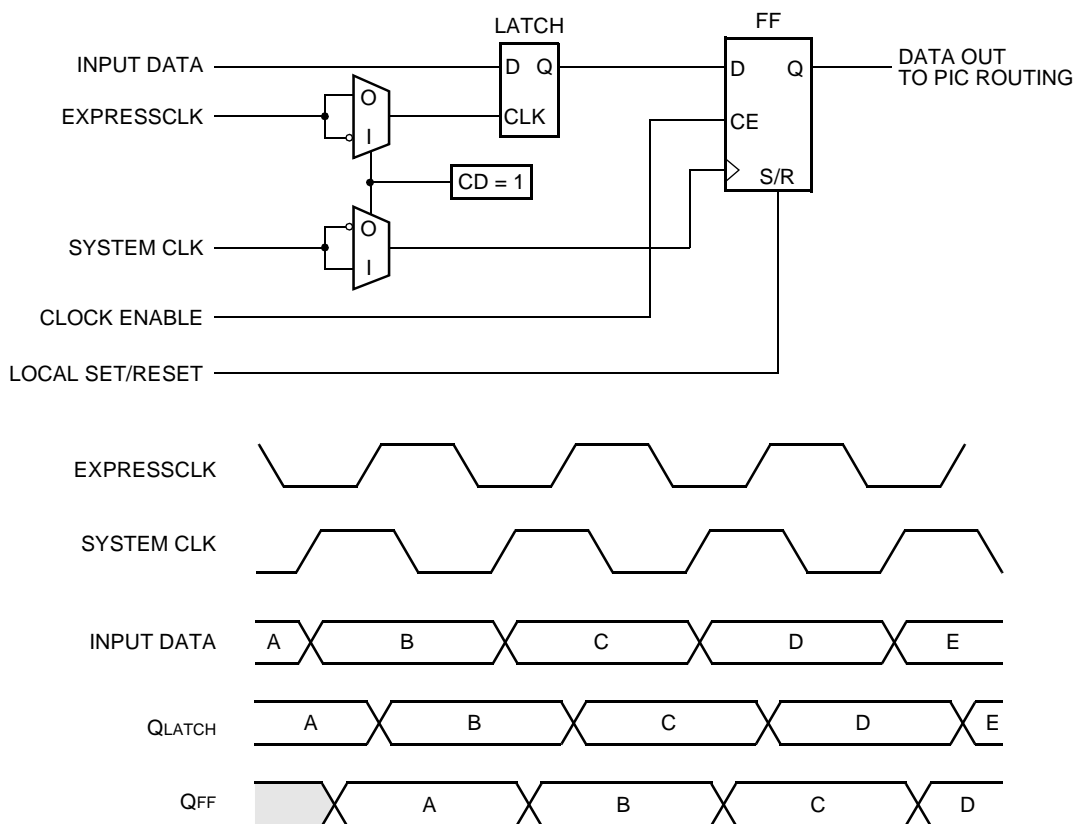 LATCH
FF
INPUT DATA
D Q
D Q
DATA OUT
TO PIC ROUTING
EXPRESSCLK
O
I
CLK
CE
CD = 1
S/R
SYSTEM CLK
O
I
CLOCK ENABLE
LOCAL SET/RESET
EXPRESSCLK
SYSTEM CLK
INPUT DATA
A B C D E
QLATCH
A B C D E
QFF
A B C D